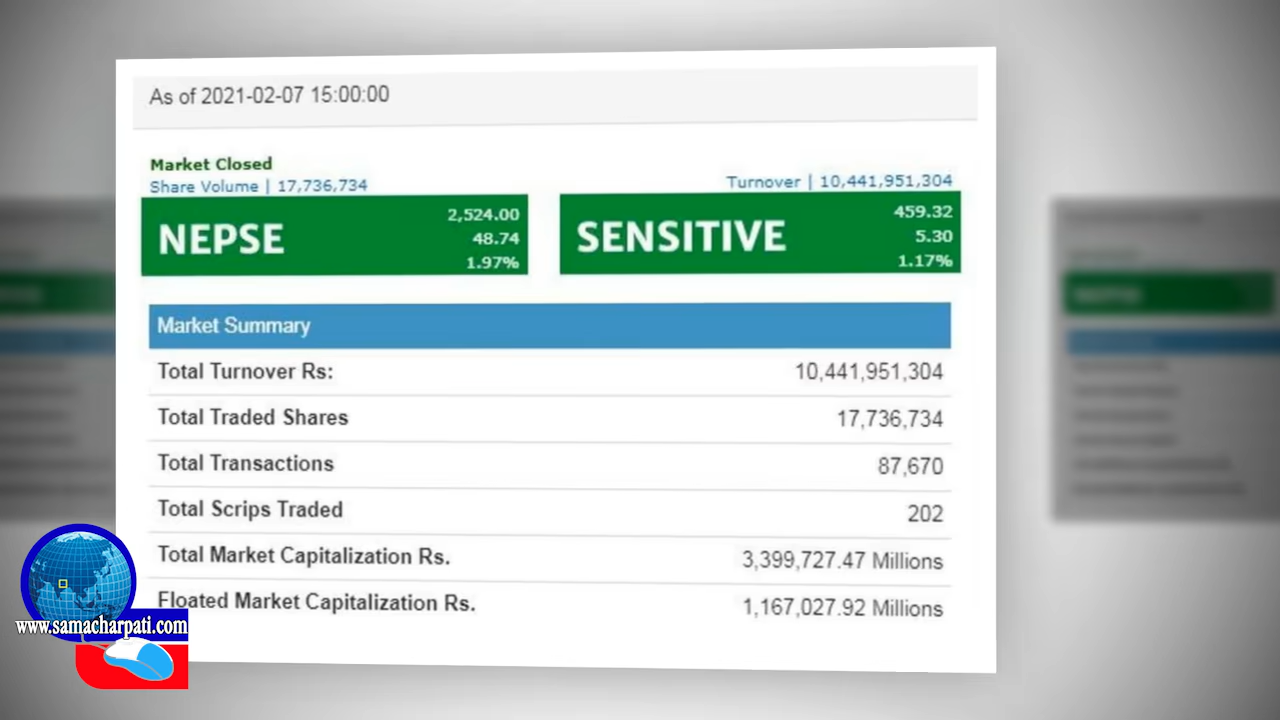 As of 2021-02-07 15:00:00
Market Closed
Share Volume | 17,736,734
Turnover | 10,441,951,304
NEPSE
2,524.00
48.74
1.97%
SENSITIVE
459.32
5.30
1.17%
Market Summary
Total Turnover Rs: 10,441,951,304
Total Traded Shares 17,736,734
Total Transactions 87,670
Total Scrips Traded 202
Total Market Capitalization Rs. 3,399,727.47 Millions
Floated Market Capitalization Rs. 1,167,027.92 Millions
www.samacharpati.com